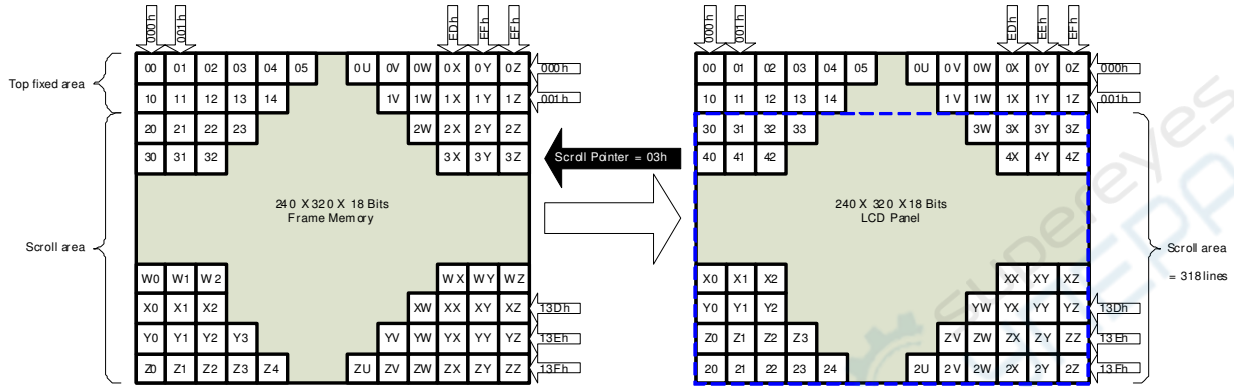 000h 001h EDh EEh EFh 000h 001h EDh EEh EFh
00 01 02 03 04 05 0U 0V 0W 0X 0Y 0Z 000h 00 01 02 03 04 05 0U 0V 0W 0X 0Y 0Z 000h
Top fixed area
10 11 12 13 14 1V 1W 1X 1Y 1Z 001h 10 11 12 13 14 1V 1W 1X 1Y 1Z 001h
20 21 22 23 2W 2X 2Y 2Z 30 31 32 33 3W 3X 3Y 3Z
30 31 32 3X 3Y 3Z Scroll Pointer = 03h 40 41 42 4X 4Y 4Z
240 X 320 X 18 Bits 240 X 320 X 18 Bits
Frame Memory LCD Panel
Scroll area Scroll area
= 318 lines
W0 W1 W2 WX WY WZ X0 X1 X2 XX XY XZ
X0 X1 X2 XW XX XY XZ 13Dh Y0 Y1 Y2 YW YX YY YZ 13Dh
Y0 Y1 Y2 Y3 YV YW YX YY YZ 13Eh Z0 Z1 Z2 Z3 ZV ZW ZX ZY ZZ 13Eh
Z0 Z1 Z2 Z3 Z4 ZU ZV ZW ZX ZY ZZ 13Fh 20 21 22 23 24 2U 2V 2W 2X 2Y 2Z 13Fh
supereyes